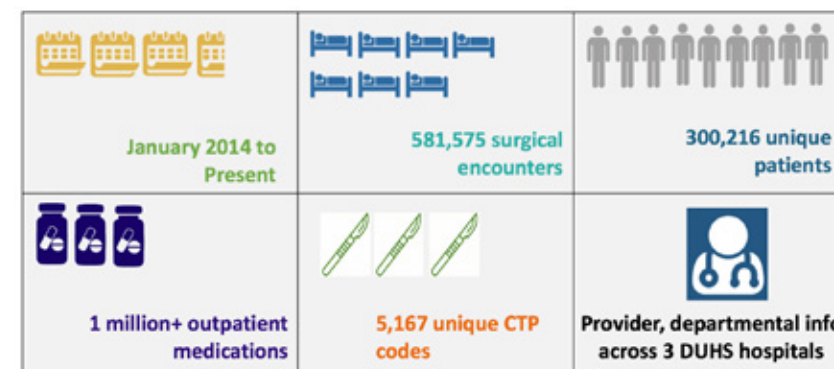 January 2014 to
Present
581,575 surgical
encounters
300,216 unique
patients
1 million+ outpatient
medications
5,167 unique CTP
codes
Provider, departmental info
across 3 DUHS hospitals